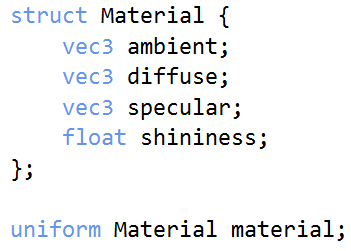 struct Material {
    vec3 ambient;
    vec3 diffuse;
    vec3 specular;
    float shininess;
};

uniform Material material;